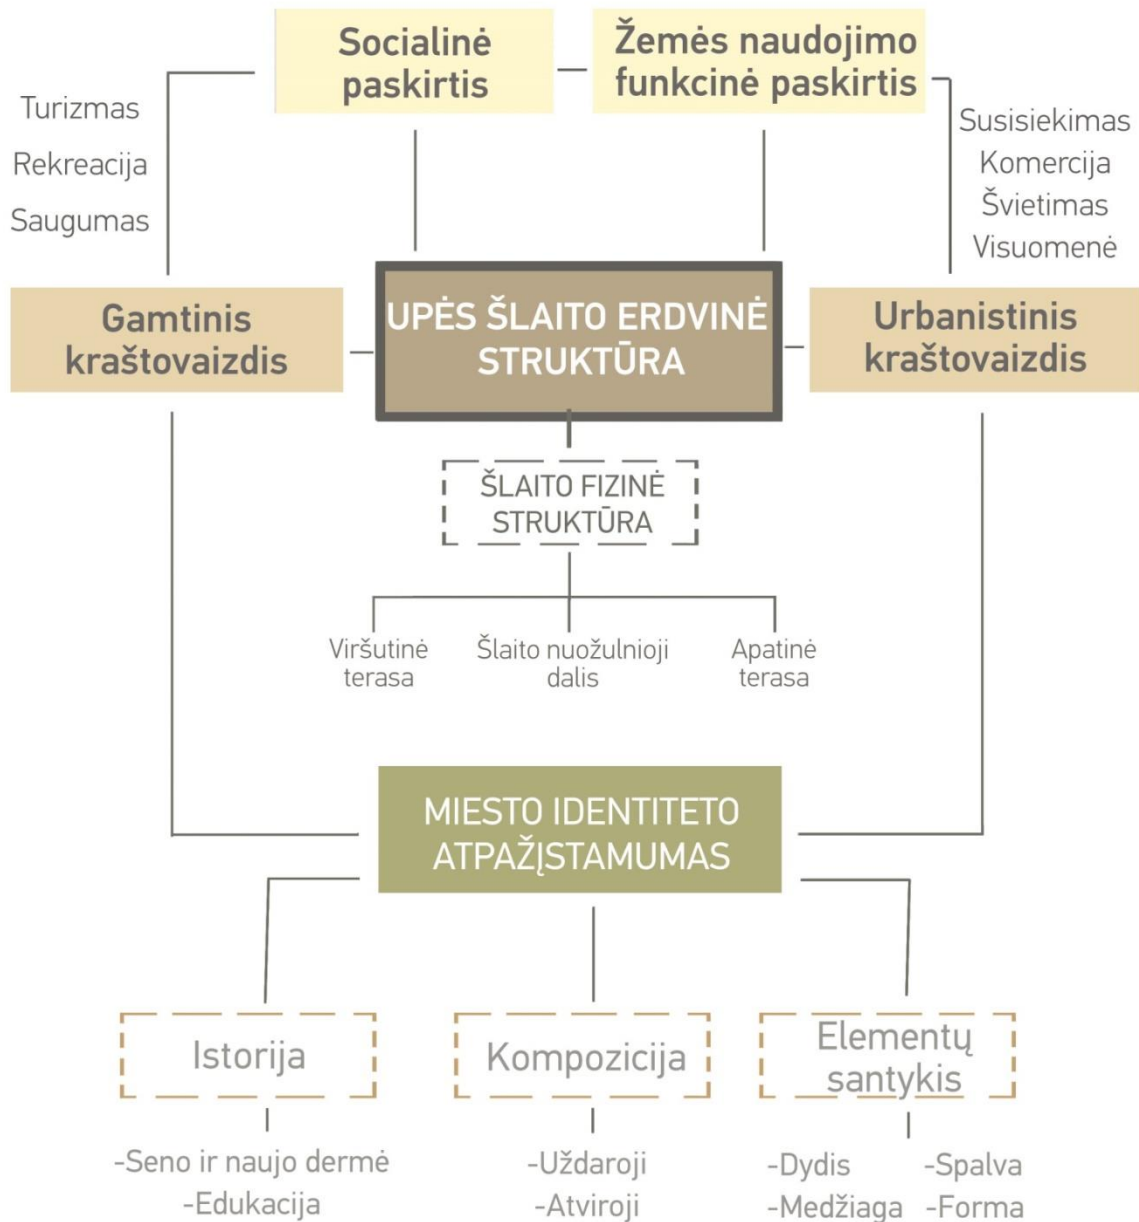 Socialinė
paskirtis
Žemės naudojimo
funkcinė paskirtis
Turizmas
Rekreacija
Saugumas
Susisiekimas
Komercija
Švietimas
Visuomenė
Gamtinis
kraštovaizdis
UPĖS ŠLAITO ERDVINĖ
STRUKTŪRA
Urbanistinis
kraštovaizdis
ŠLAITO FIZINĖ
STRUKTŪRA
Viršutinė
terasa
Šlaito nuožulnioji
dalis
Apatinė
terasa
MIESTO IDENTITETO
ATPAŽĮSTAMUMAS
Istorija
Kompozicija
Elementų
santykis
-Seno ir naujo dermė
-Edukacija
-Uždaroji
-Atviroji
-Dydis
-Medžiaga
-Spalva
-Forma